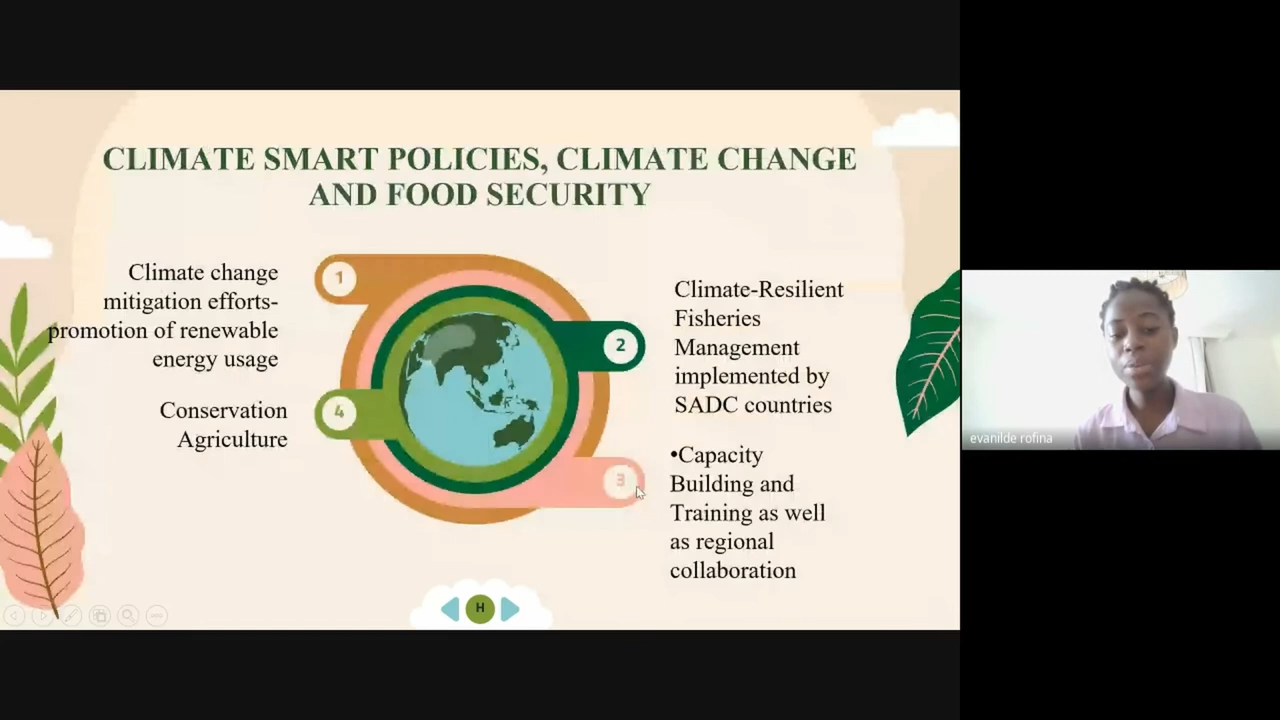 CLIMATE SMART POLICIES, CLIMATE CHANGE
AND FOOD SECURITY
1
Climate change
mitigation efforts-
promotion of renewable
energy usage
2
Climate-Resilient
Fisheries
Management
implemented by
SADC countries
4
Conservation
Agriculture
3
•Capacity
Building and
Training as well
as regional
collaboration
H
evanilde rofina